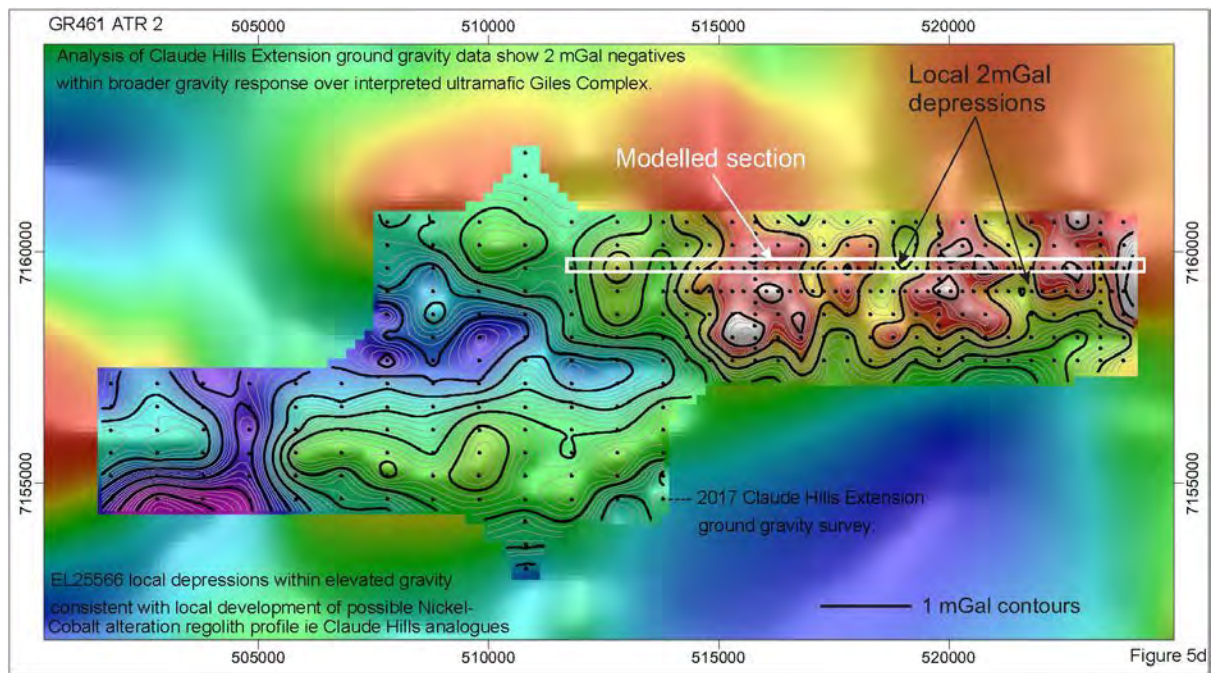 GR461 ATR 2
505000 510000 515000 520000
Analysis of Claude Hills Extension ground gravity data show 2 mGal negatives
within broader gravity response over interpreted ultramafic Giles Complex.
Local 2mGal
depressions
Modelled section
7160000
7160000
7155000
7155000
2017 Claude Hills Extension
ground gravity survey.
EL25566 local depressions within elevated gravity
consistent with local development of possible Nickel-
Cobalt alteration regolith profile ie Claude Hills analogues
1 mGal contours
505000 510000 515000 520000
Figure 5d